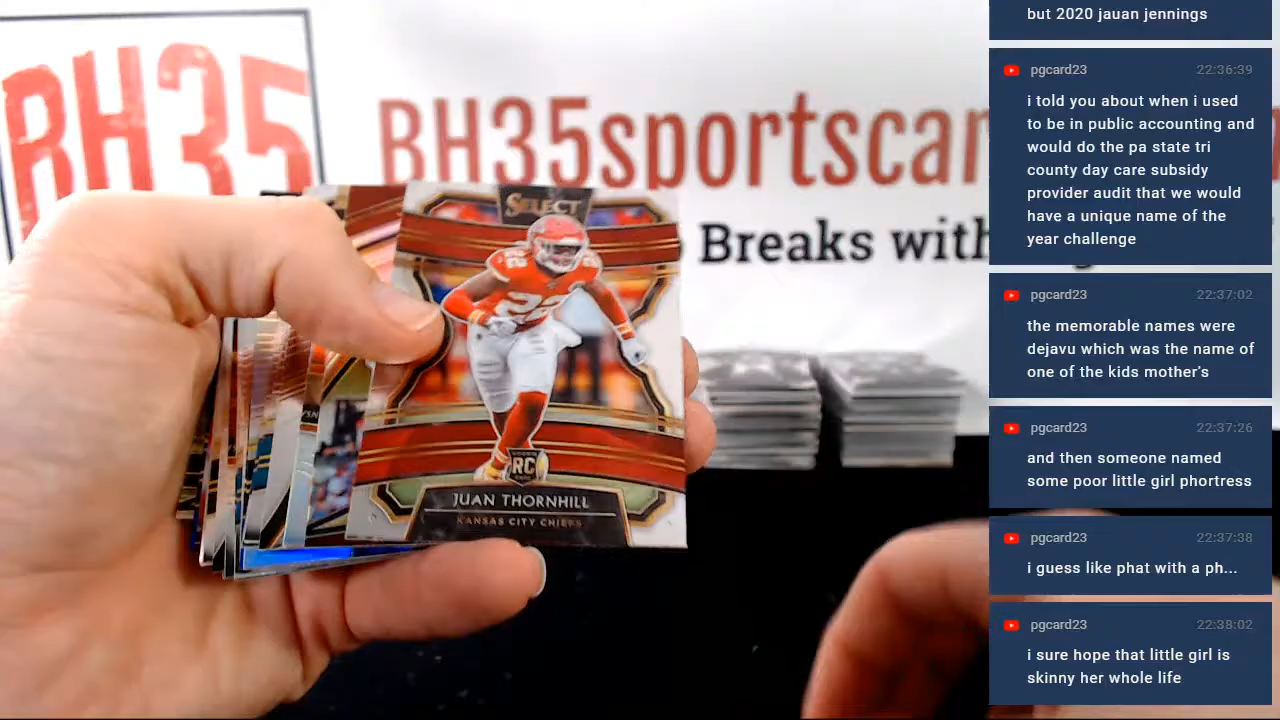 BH35
BH35sportscar
Breaks with
SELECT
22
22
22
RC
JUAN THORNHILL
KANSAS CITY CHIEFS
but 2020 jauan jennings
pgcard23 22:36:39
i told you about when i used
to be in public accounting and
would do the pa state tri
county day care subsidy
provider audit that we would
have a unique name of the
year challenge
pgcard23 22:37:02
the memorable names were
dejavu which was the name of
one of the kids mother's
pgcard23 22:37:26
and then someone named
some poor little girl phortress
pgcard23 22:37:38
i guess like phat with a ph...
pgcard23 22:38:02
i sure hope that little girl is
skinny her whole life